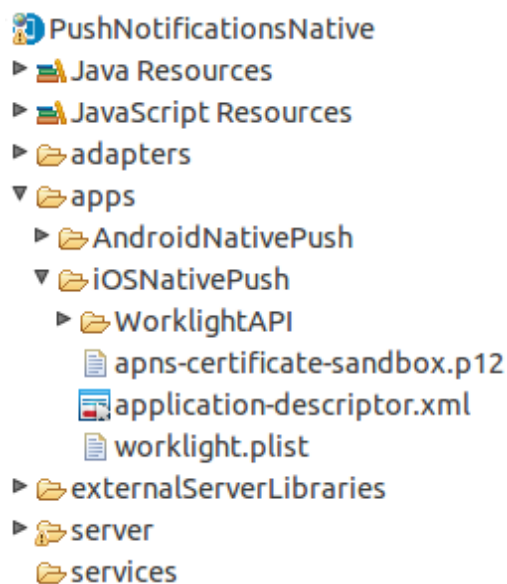 PushNotificationsNative
Java Resources
JavaScript Resources
adapters
apps
AndroidNativePush
iOSNativePush
WorklightAPI
apns-certificate-sandbox.p12
application-descriptor.xml
worklight.plist
externalServerLibraries
server
services